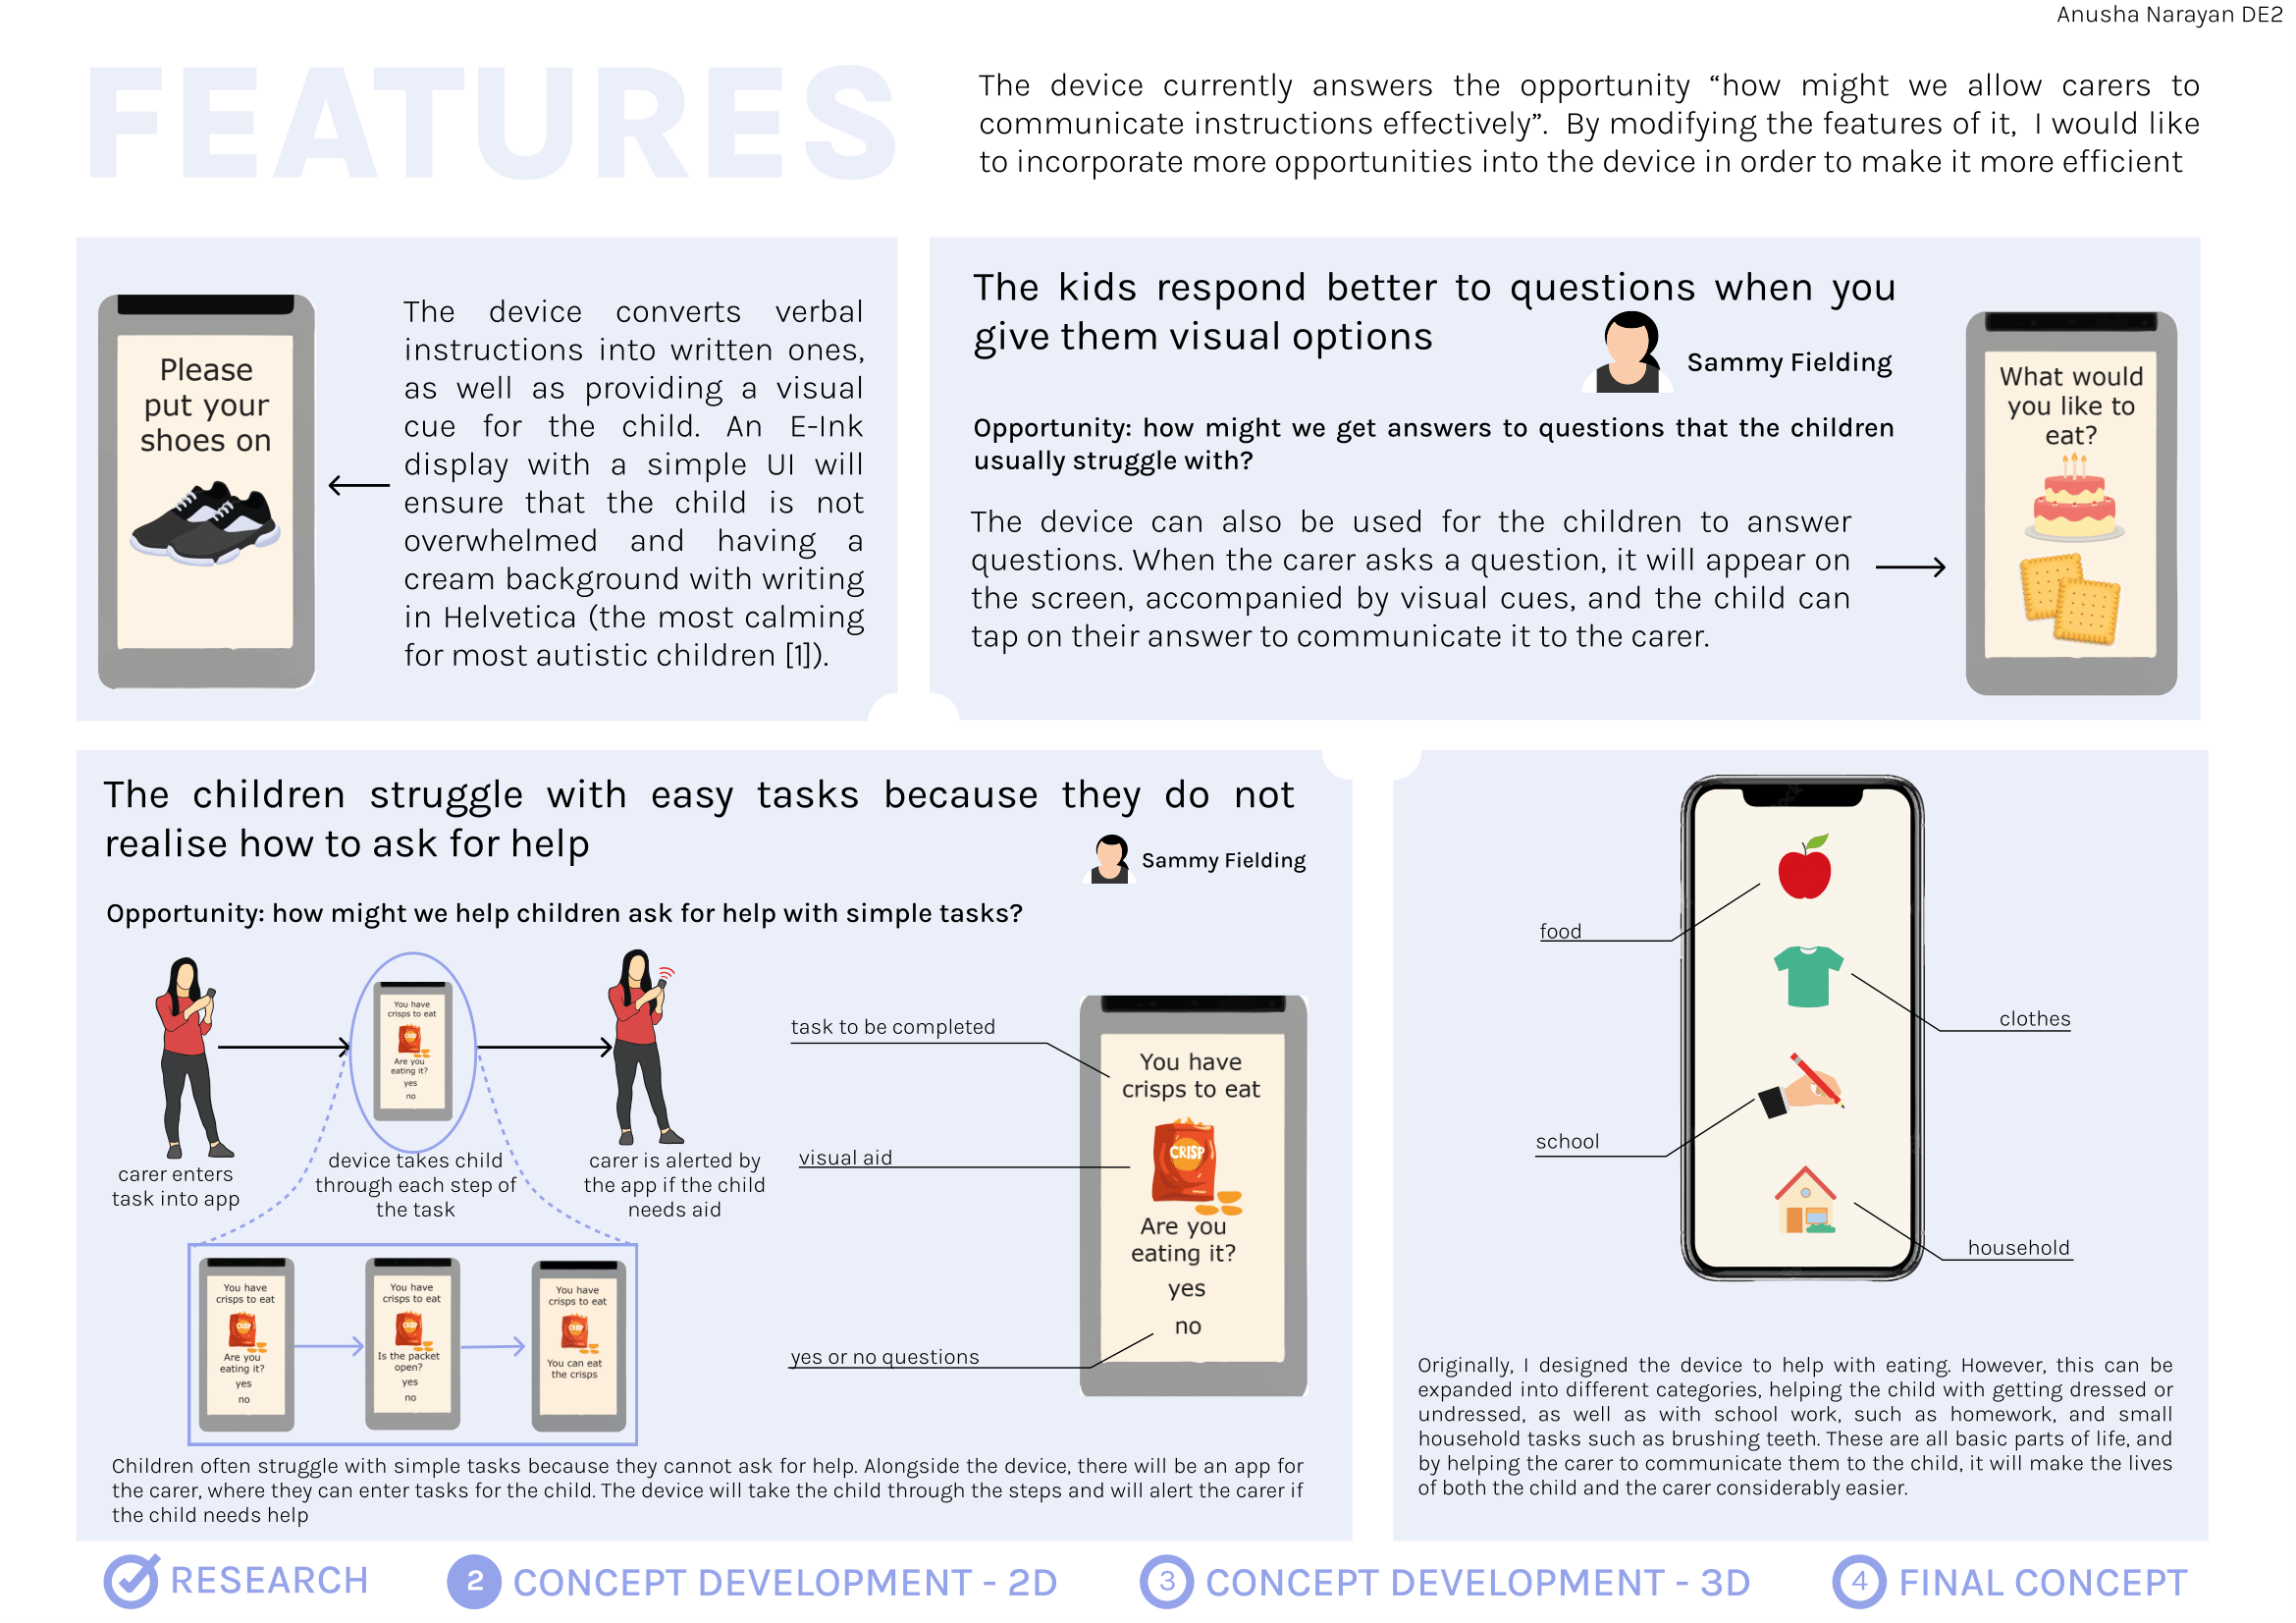 Anusha Narayan DE2
FEATURES
The device currently answers the opportunity “how might we allow carers to
communicate instructions effectively”. By modifying the features of it, I would like
to incorporate more opportunities into the device in order to make it more efficient
Please
put your
shoes on
The device converts verbal
instructions into written ones,
as well as providing a visual
cue for the child. An E-Ink
display with a simple UI will
ensure that the child is not
overwhelmed and having a
cream background with writing
in Helvetica (the most calming
for most autistic children [1]).
The kids respond better to questions when you
give them visual options
Sammy Fielding
Opportunity: how might we get answers to questions that the children
usually struggle with?
The device can also be used for the children to answer
questions. When the carer asks a question, it will appear on
the screen, accompanied by visual cues, and the child can
tap on their answer to communicate it to the carer.
What would
you like to
eat?
The children struggle with easy tasks because they do not
realise how to ask for help
Sammy Fielding
Opportunity: how might we help children ask for help with simple tasks?
You have
crisps to eat
CRISP
Are you
eating it?
yes
no
carer enters
task into app
device takes child
through each step of
the task
carer is alerted by
the app if the child
needs aid
You have
crisps to eat
CRISP
Are you
eating it?
yes
no
You have
crisps to eat
CRISP
Is the packet
open?
yes
no
You have
crisps to eat
CRISP
You can eat
the crisps
task to be completed
visual aid
yes or no questions
You have
crisps to eat
CRISP
Are you
eating it?
yes
no
Children often struggle with simple tasks because they cannot ask for help. Alongside the device, there will be an app for
the carer, where they can enter tasks for the child. The device will take the child through the steps and will alert the carer if
the child needs help
food
clothes
school
household
Originally, I designed the device to help with eating. However, this can be
expanded into different categories, helping the child with getting dressed or
undressed, as well as with school work, such as homework, and small
household tasks such as brushing teeth. These are all basic parts of life, and
by helping the carer to communicate them to the child, it will make the lives
of both the child and the carer considerably easier.
RESEARCH
2 CONCEPT DEVELOPMENT - 2D
3 CONCEPT DEVELOPMENT - 3D
4 FINAL CONCEPT